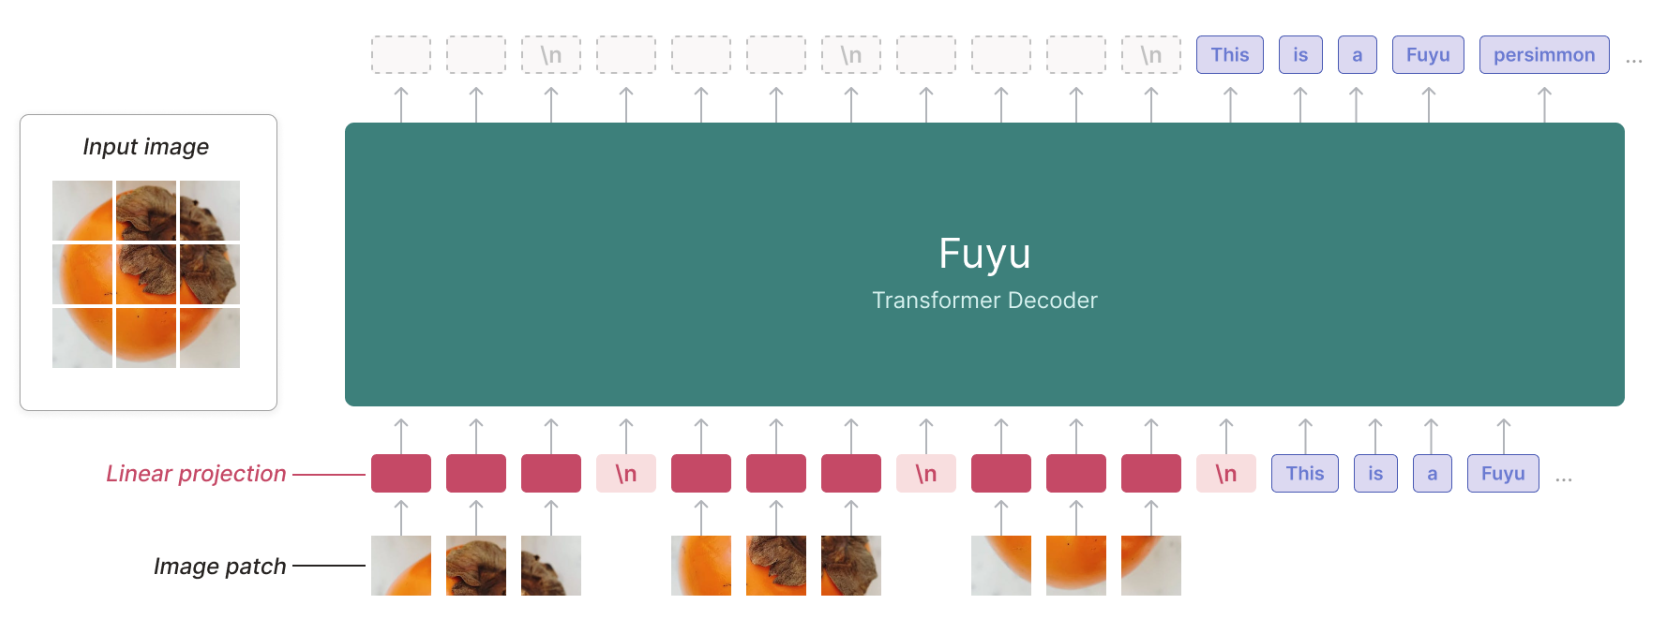 \n \n \n This is a Fuyu persimmon ...
Input image
Fuyu
Transformer Decoder
Linear projection \n \n \n This is a Fuyu ...
Image patch